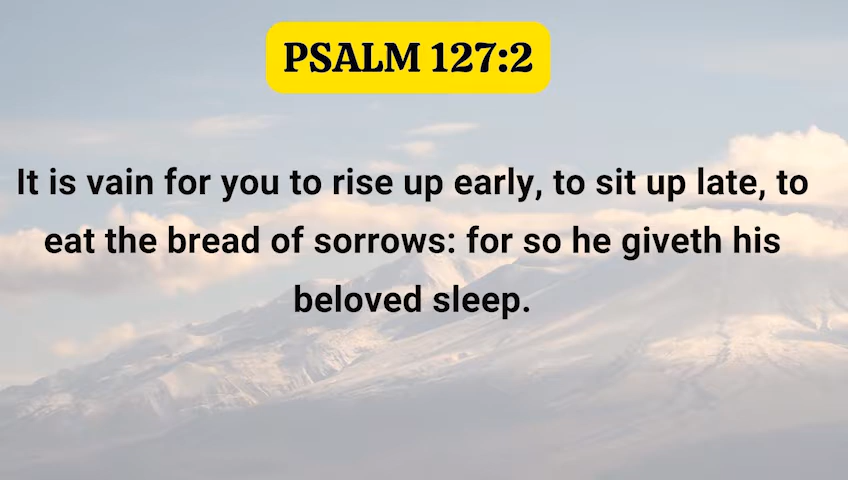 PSALM 127:2
It is vain for you to rise up early, to sit up late, to
eat the bread of sorrows: for so he giveth his
beloved sleep.